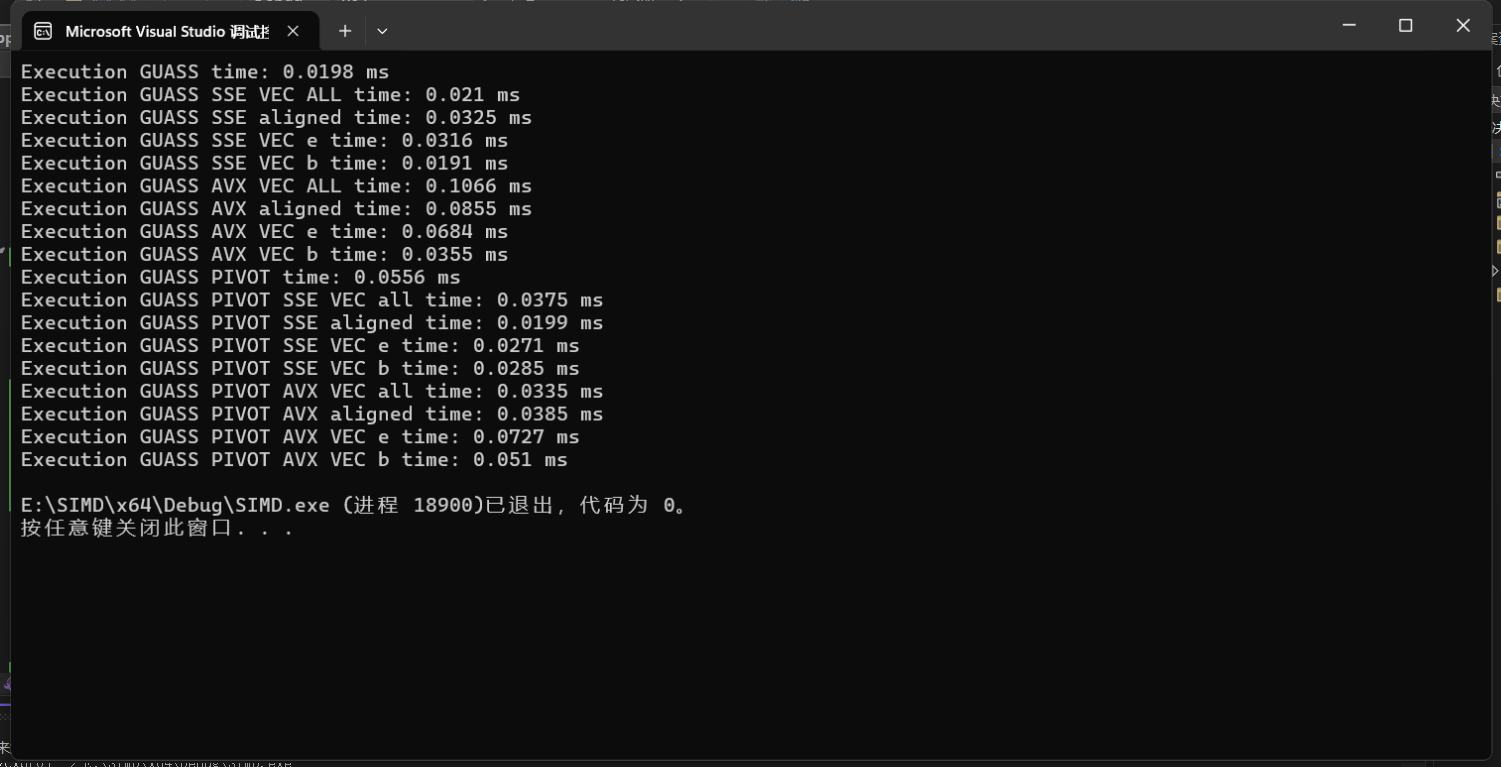 Microsoft Visual Studio 调试控
Execution GUASS time: 0.0198 ms
Execution GUASS SSE VEC ALL time: 0.021 ms
Execution GUASS SSE aligned time: 0.0325 ms
Execution GUASS SSE VEC e time: 0.0316 ms
Execution GUASS SSE VEC b time: 0.0191 ms
Execution GUASS AVX VEC ALL time: 0.1066 ms
Execution GUASS AVX aligned time: 0.0855 ms
Execution GUASS AVX VEC e time: 0.0684 ms
Execution GUASS AVX VEC b time: 0.0355 ms
Execution GUASS PIVOT time: 0.0556 ms
Execution GUASS PIVOT SSE VEC all time: 0.0375 ms
Execution GUASS PIVOT SSE aligned time: 0.0199 ms
Execution GUASS PIVOT SSE VEC e time: 0.0271 ms
Execution GUASS PIVOT SSE VEC b time: 0.0285 ms
Execution GUASS PIVOT AVX VEC all time: 0.0335 ms
Execution GUASS PIVOT AVX aligned time: 0.0385 ms
Execution GUASS PIVOT AVX VEC e time: 0.0727 ms
Execution GUASS PIVOT AVX VEC b time: 0.051 ms
E:\SIMD\x64\Debug\SIMD.exe (进程 18900)已退出，代码为 0。
按任意键关闭此窗口. . .